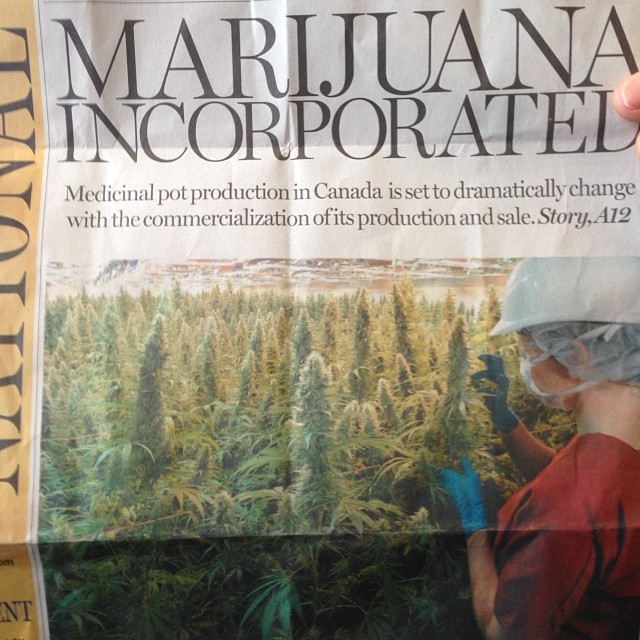 MARIJUANA
INCORPORATED
Medicinal pot production in Canada is set to dramatically change
with the commercialization of its production and sale. Story, A12
NATIONAL
om
ENT